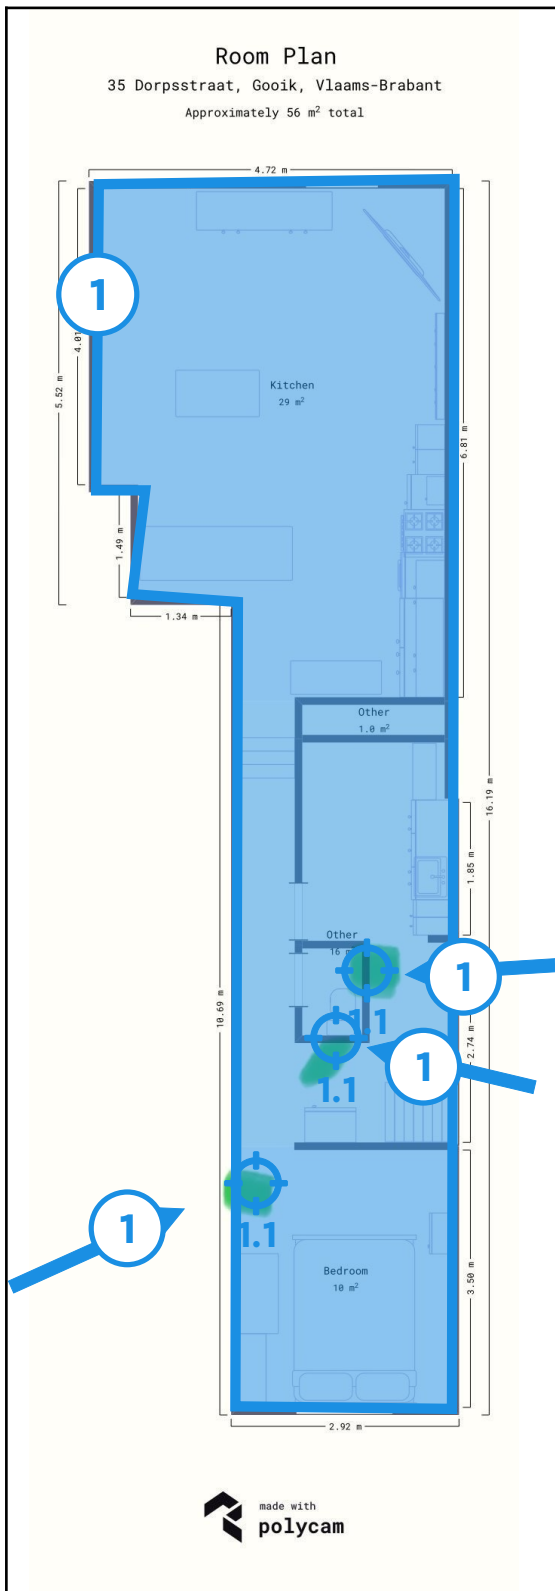 Room Plan
35 Dorpsstraat, Gooik, Vlaams-Brabant
Approximately 56 m² total
4.72 m
1
4.01
5.52 m
Kitchen
29 m²
6.81 m
1.49 m
1.34 m
Other
1.0 m²
16.19 m
1.85 m
Other
16 m
1
1.1
10.69 m
2.74 m
1
1.1
1
1.1
Bedroom
10 m²
3.50 m
2.92 m
made with
polycam